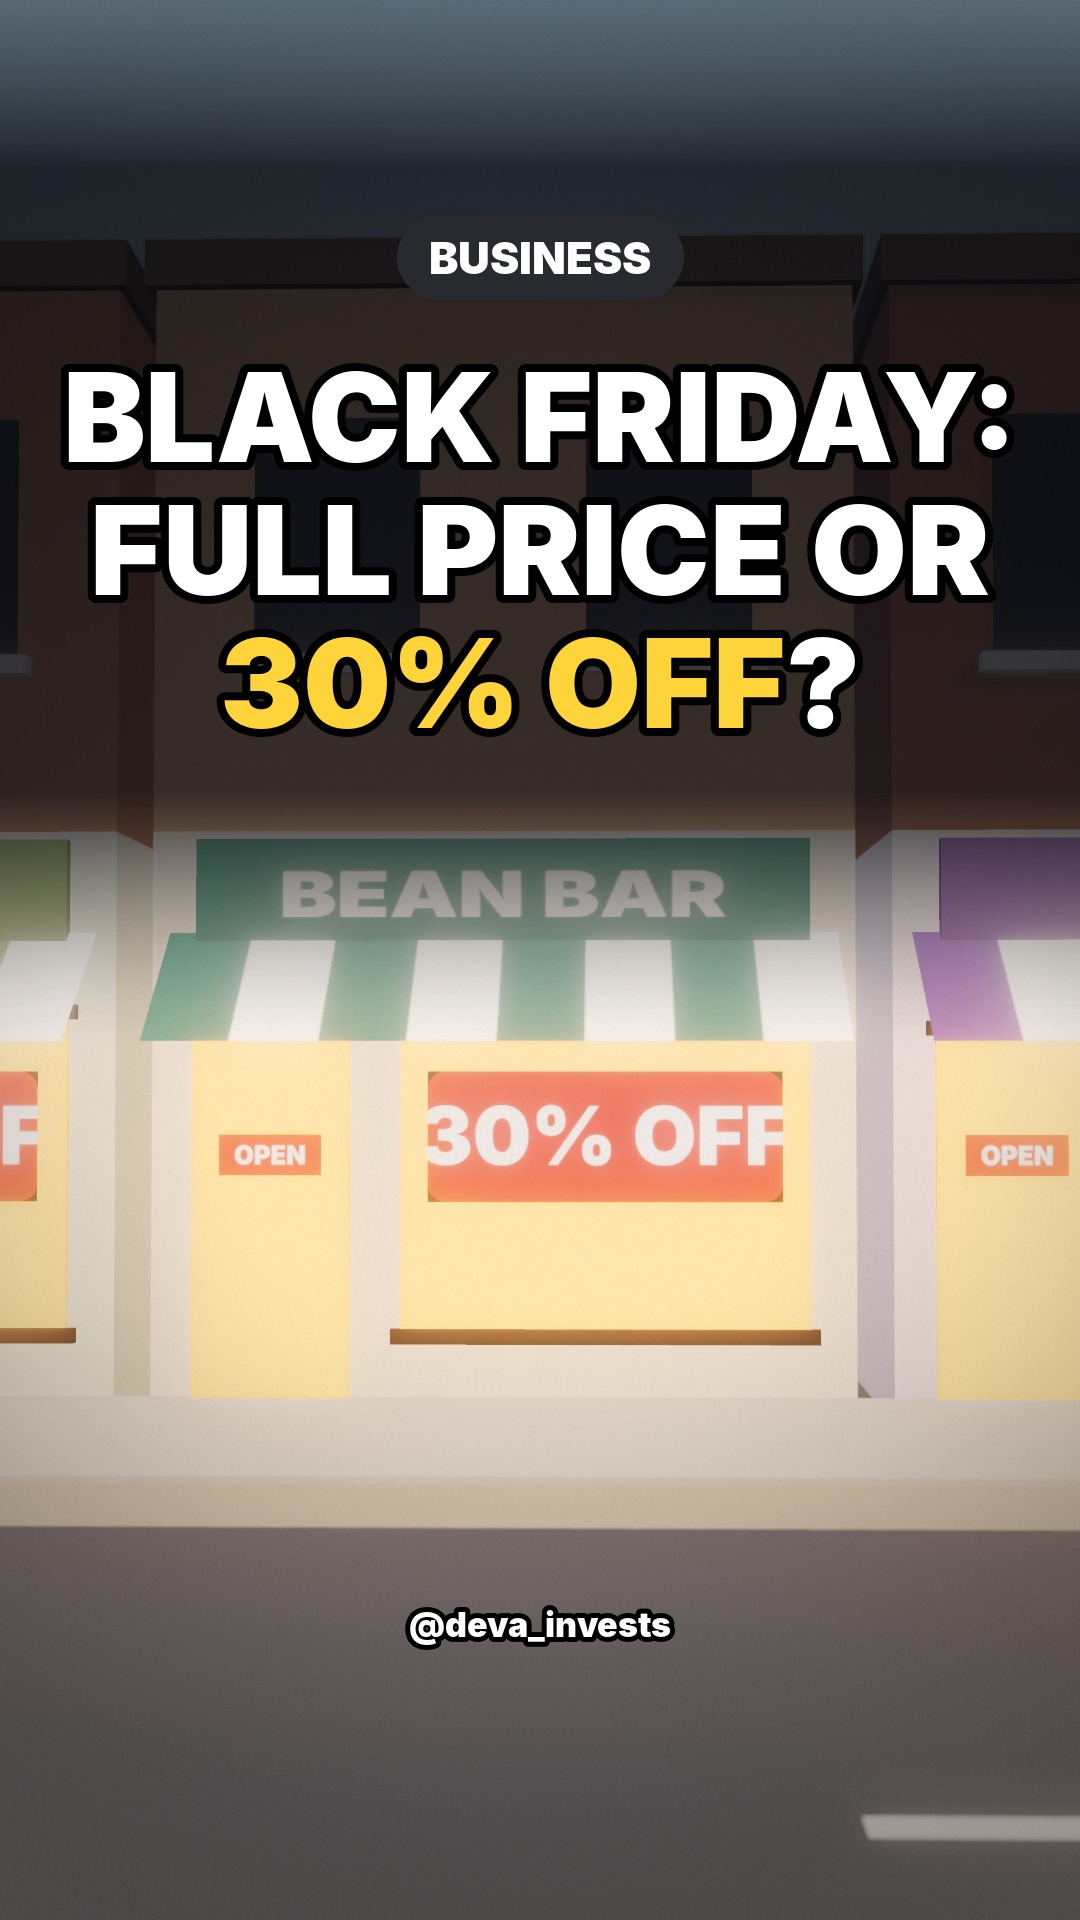 BUSINESS
BLACK FRIDAY:
FULL PRICE OR
30% OFF?
BEAN BAR
F
30% OFF
OPEN
OPEN
@deva_invests